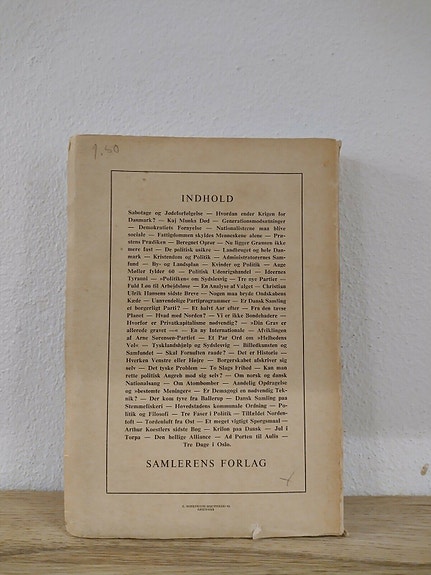 9.50
INDHOLD
Sabotage og Jødeforfølgelse — Hvordan ender Krigen for
Danmark? — Kaj Munks Død — Generationsmodsætninger
— Demokratiets Fornyelse — Nationalisterne maa blive
sociale — Fattigdommen skyldes Menneskene alene — Præ-
stens Prædiken — Beregnet Oprør — Nu ligger Grænsen ikke
mere fast — De politisk usikre — Landbruget og hele Dan-
mark — Kristendom og Politik — Administratorernes Sam-
fund — By- og Landsplan — Kvinder og Politik — Aage
Møller fylder 60 — Politisk Udenrigshandel — Ideernes
Tyranni — »Politiken« om Sydslesvig — Tre nye Partier —
Fuld Løn til Arbejdsløse — En Analyse af Valget — Christian
Ulrik Hansens sidste Breve — Nogen maa bryde Ondskabens
Kæde — Uanvendelige Partiprogrammer — Er Dansk Samling
et borgerligt Parti? — Et halvt Aar efter — Fra den tavse
Planet — Hvad med Norden? — Vi er ikke Bondehadere —
Hvorfor er Privatkapitalisme nødvendig? — »Din Grav er
allerede gravet —« — En ny Internationale — Afviklingen
af Arne Sørensen-Partiet — Et Par Ord om »Ufredens
Vej« — Tysklandshjælp og Sydslesvig — Billedkunsten og
Samfundet — Skal Fornuften raade? — Det er Historie —
Hverken Venstre eller Højre — Borgerskabet afskriver sig
selv — Det tyske Problem — To Slags Frihed — Kan man
rette politisk Angreb mod sig selv? — Om norsk og dansk
Nationalsang — Om Atombomber — Aandelig Opdragelse
og »bestemte Meninger« — Er Demagogi en nødvendig Tek-
nik? — Der kom tyve fra Ballerup — Dansk Samling paa
Stemmefiskeri — Hovedstadens kommunale Ordning — Po-
litik og Filosofi — Tre Faser i Politik — Tilfældet Norden-
toft — Tordenluft fra Øst — Et meget vigtigt Spørgsmaal —
Arthur Koestlers sidste Bog — Krilon paa Dansk — Jul i
Torpa — Den hellige Alliance — Ad Porten til Aulis —
Tre Dage i Oslo.
SAMLERENS FORLAG